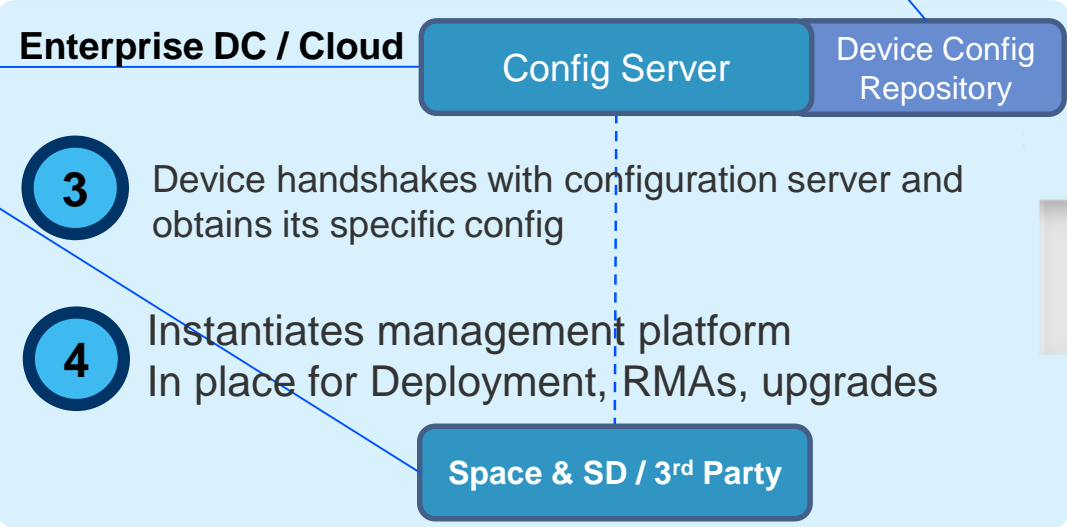 Enterprise DC / Cloud
Config Server
Device Config
Repository
3
Device handshakes with configuration server and
obtains its specific config
4
Instantiates management platform
In place for Deployment, RMAs, upgrades
Space & SD / 3rd Party